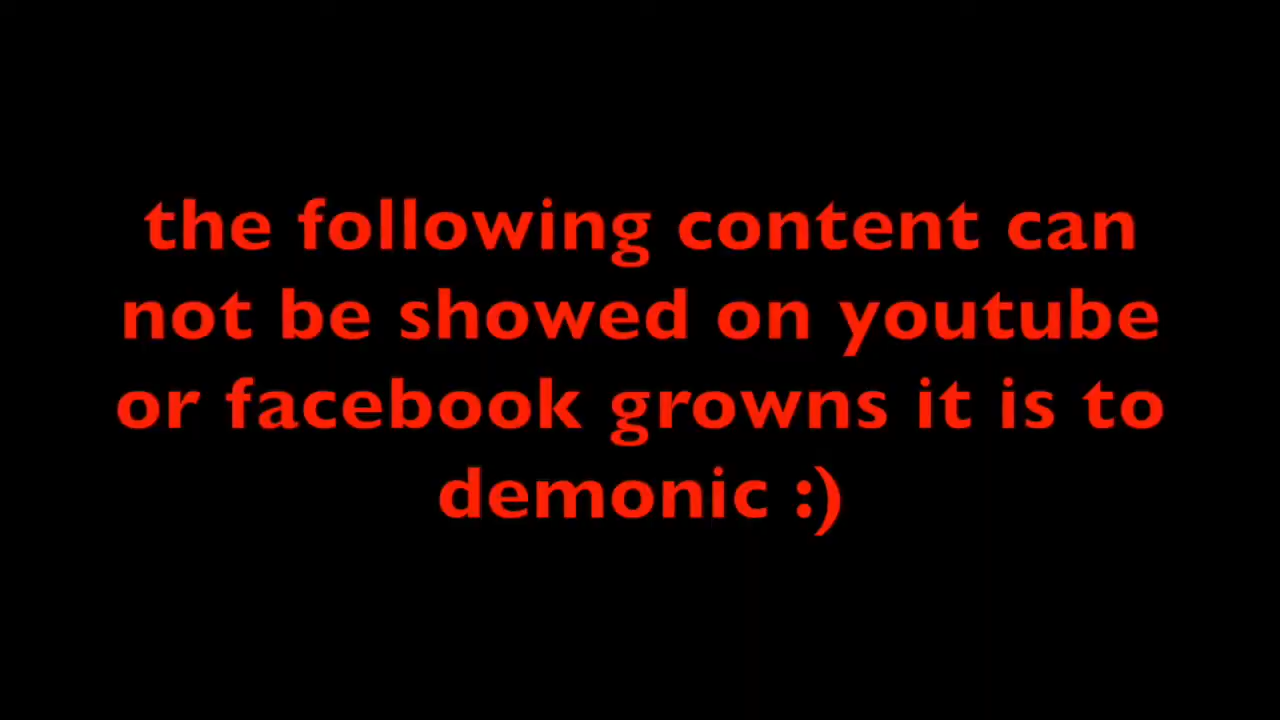 the following content can
not be showed on youtube
or facebook growns it is to
demonic :)